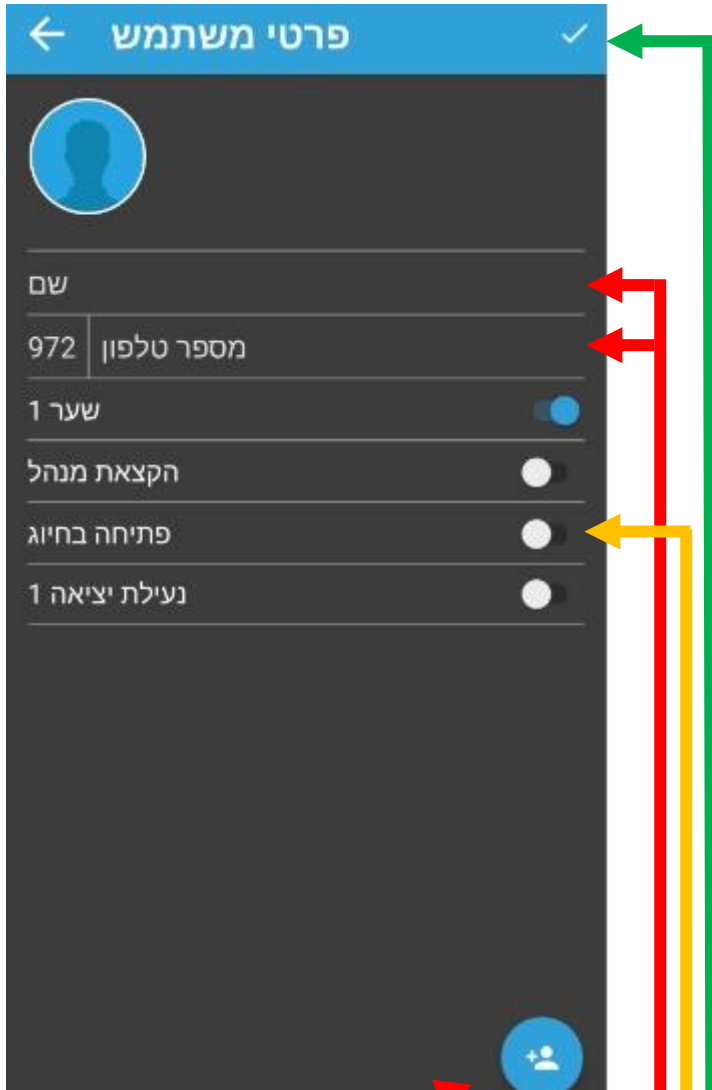 פרטי משתמש
שם
972 מספר טלפון
שער 1
הקצאת מנהל
פתיחה בחיוג
נעילת יציאה 1